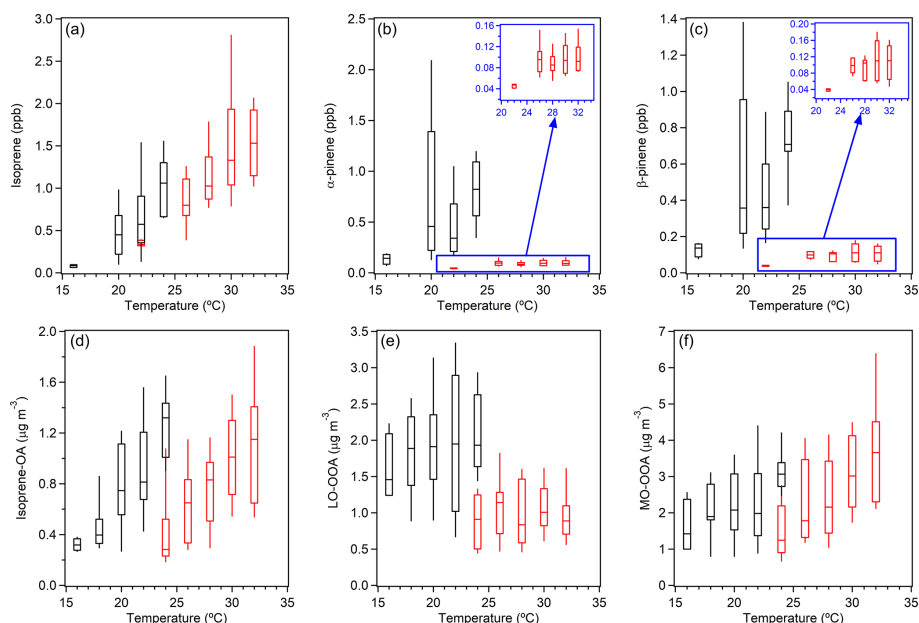 (a)
Isoprene (ppb)
3.0
2.5
2.0
1.5
1.0
0.5
0.0
15 20 25 30 35
Temperature (ºC)
(b)
α-pinene (ppb)
2.5
2.0
1.5
1.0
0.5
0.0
15 20 25 30 35
Temperature (ºC)
0.16
0.12
0.08
0.04
20 24 28 32
(c)
β-pinene (ppb)
1.4
1.2
1.0
0.8
0.6
0.4
0.2
0.0
15 20 25 30 35
Temperature (ºC)
0.20
0.16
0.12
0.08
0.04
20 24 28 32
(d)
Isoprene-OA (μg m⁻³)
2.0
1.6
1.2
0.8
0.4
0.0
15 20 25 30 35
Temperature (ºC)
(e)
LO-OOA (μg m⁻³)
3.5
3.0
2.5
2.0
1.5
1.0
0.5
0.0
15 20 25 30 35
Temperature (ºC)
(f)
MO-OOA (μg m⁻³)
7
6
5
4
3
2
1
0
15 20 25 30 35
Temperature (ºC)